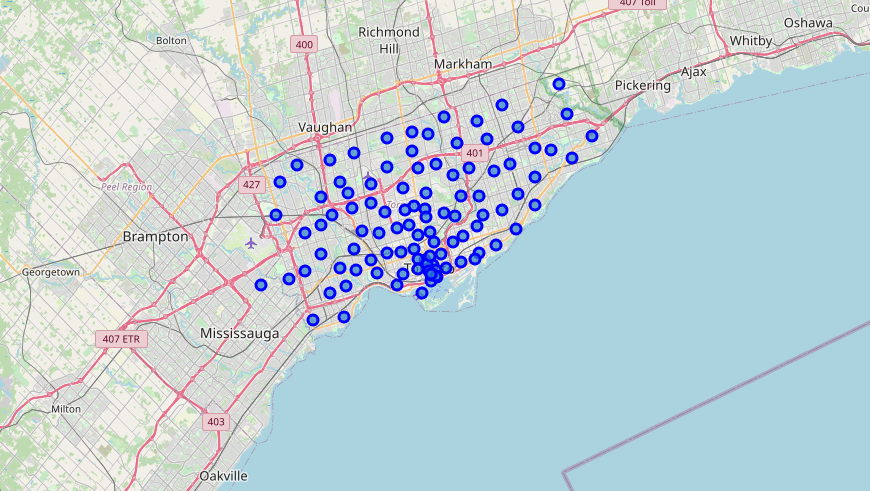 407 Toll
Oshawa
Cou
Whitby
Richmond
Hill
400
Bolton
Markham
Ajax
Pickering
Vaughan
401
427
Peel Region
Brampton
Georgetown
407 ETR
Mississauga
Milton
403
Oakville